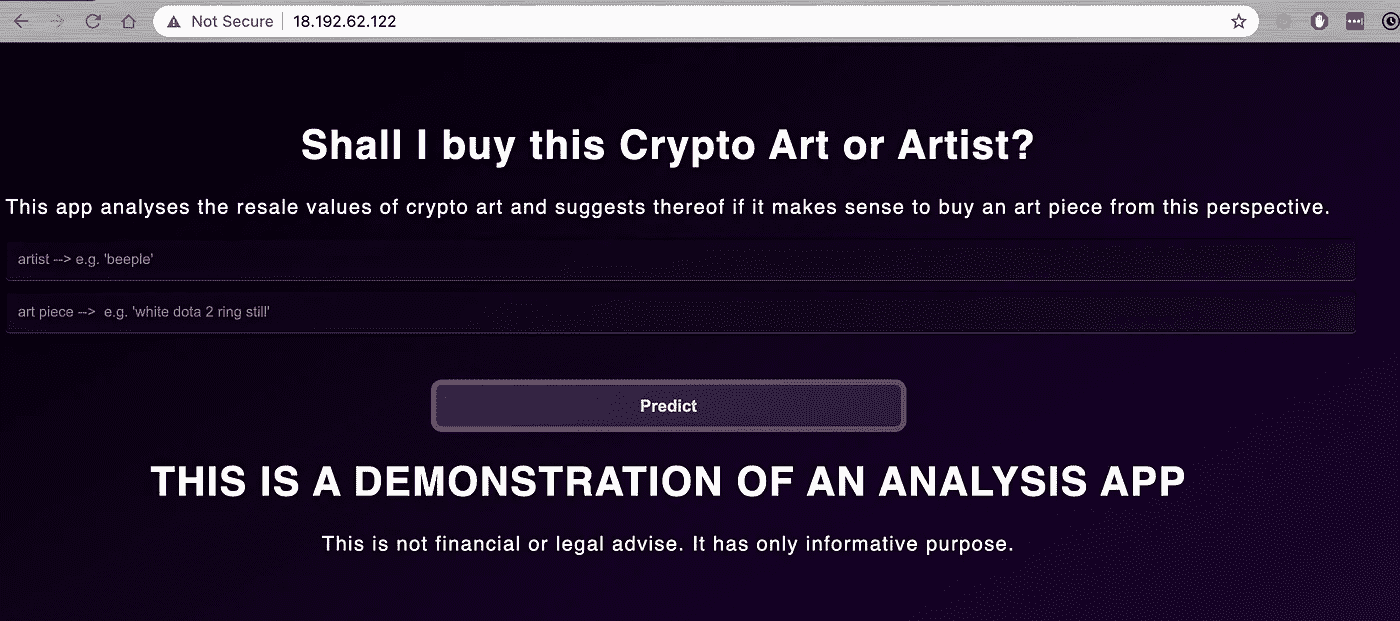 Not Secure 18.192.62.122
Shall I buy this Crypto Art or Artist?
This app analyses the resale values of crypto art and suggests thereof if it makes sense to buy an art piece from this perspective.
artist --> e.g. 'beeple'
art piece -->  e.g. 'white dota 2 ring still'
Predict
THIS IS A DEMONSTRATION OF AN ANALYSIS APP
This is not financial or legal advise. It has only informative purpose.